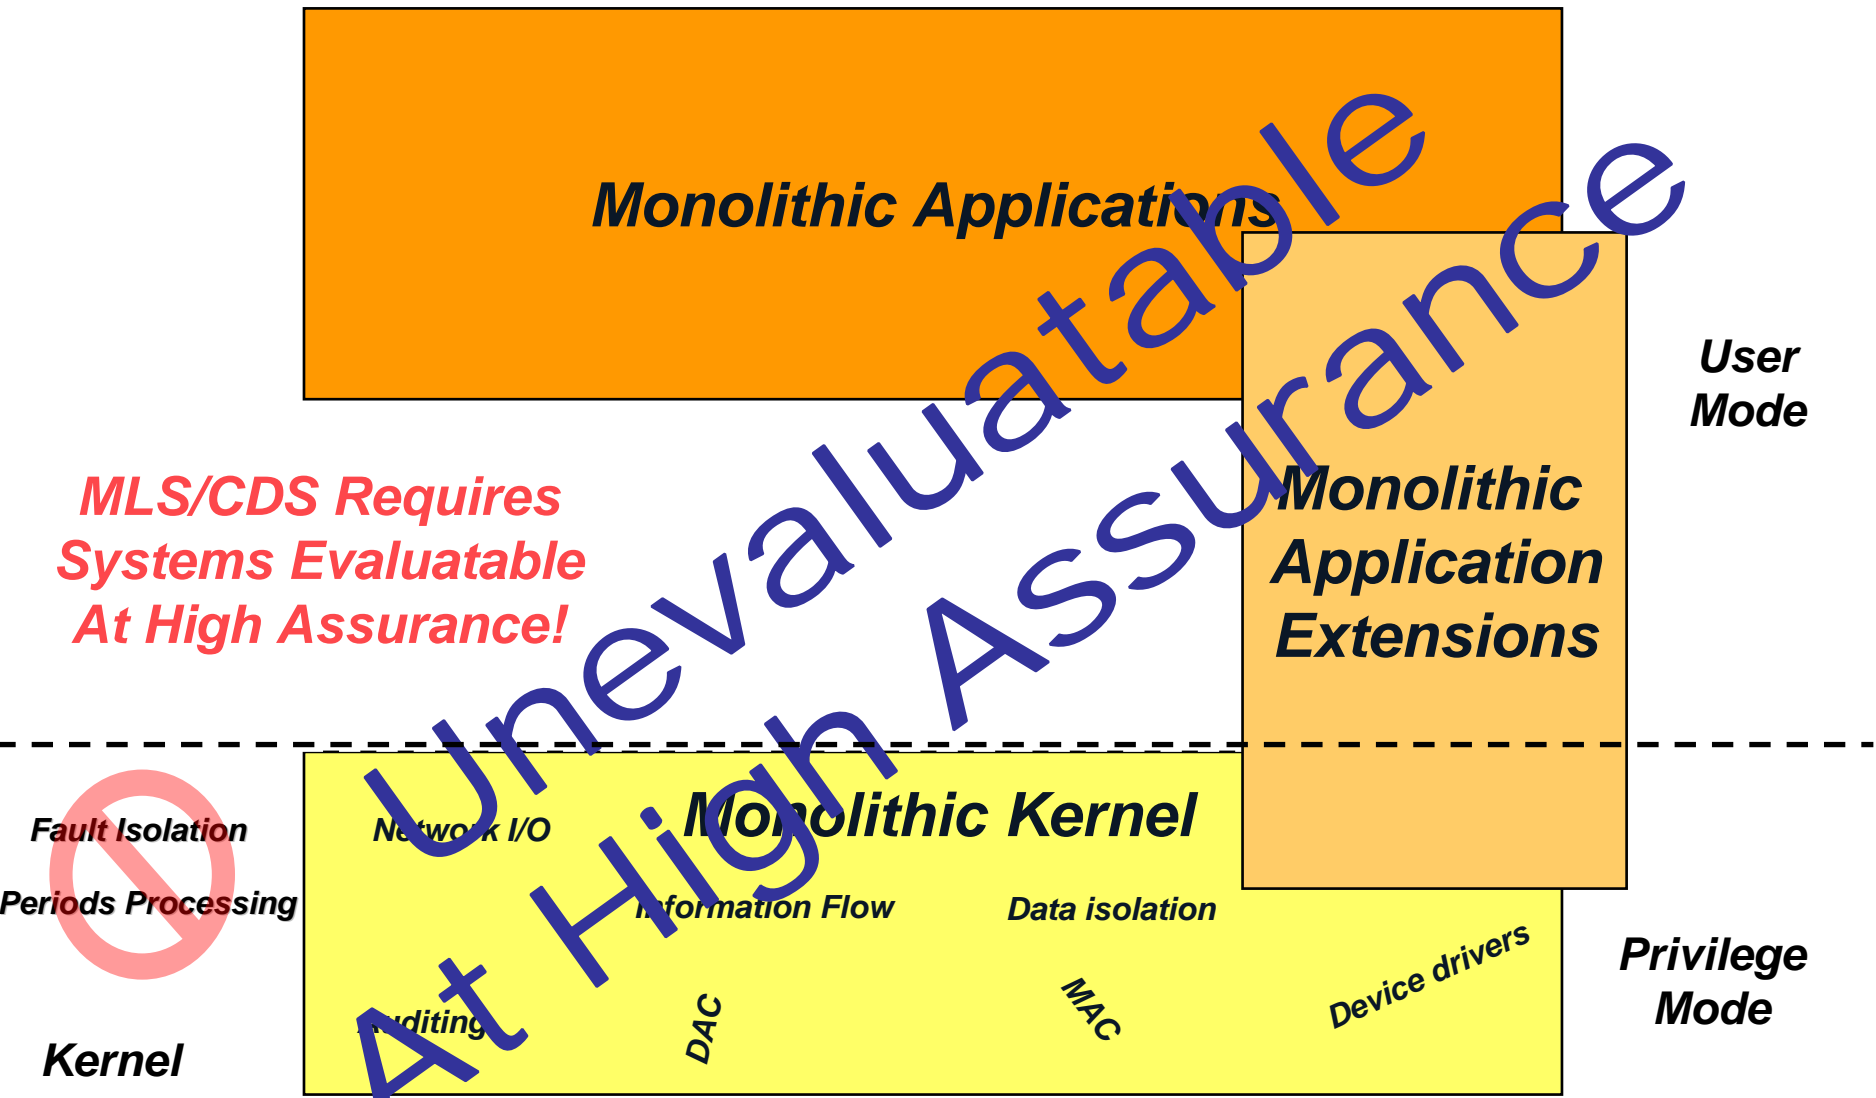 Monolithic Applications
User
Mode
MLS/CDS Requires
Systems Evaluatable
At High Assurance!
Monolithic
Application
Extensions
Unevaluatable
At High Assurance
Monolithic Kernel
Fault Isolation
Network I/O
Periods Processing
Information Flow
Data isolation
Device drivers
Privilege
Mode
Auditing
DAC
MAC
Kernel